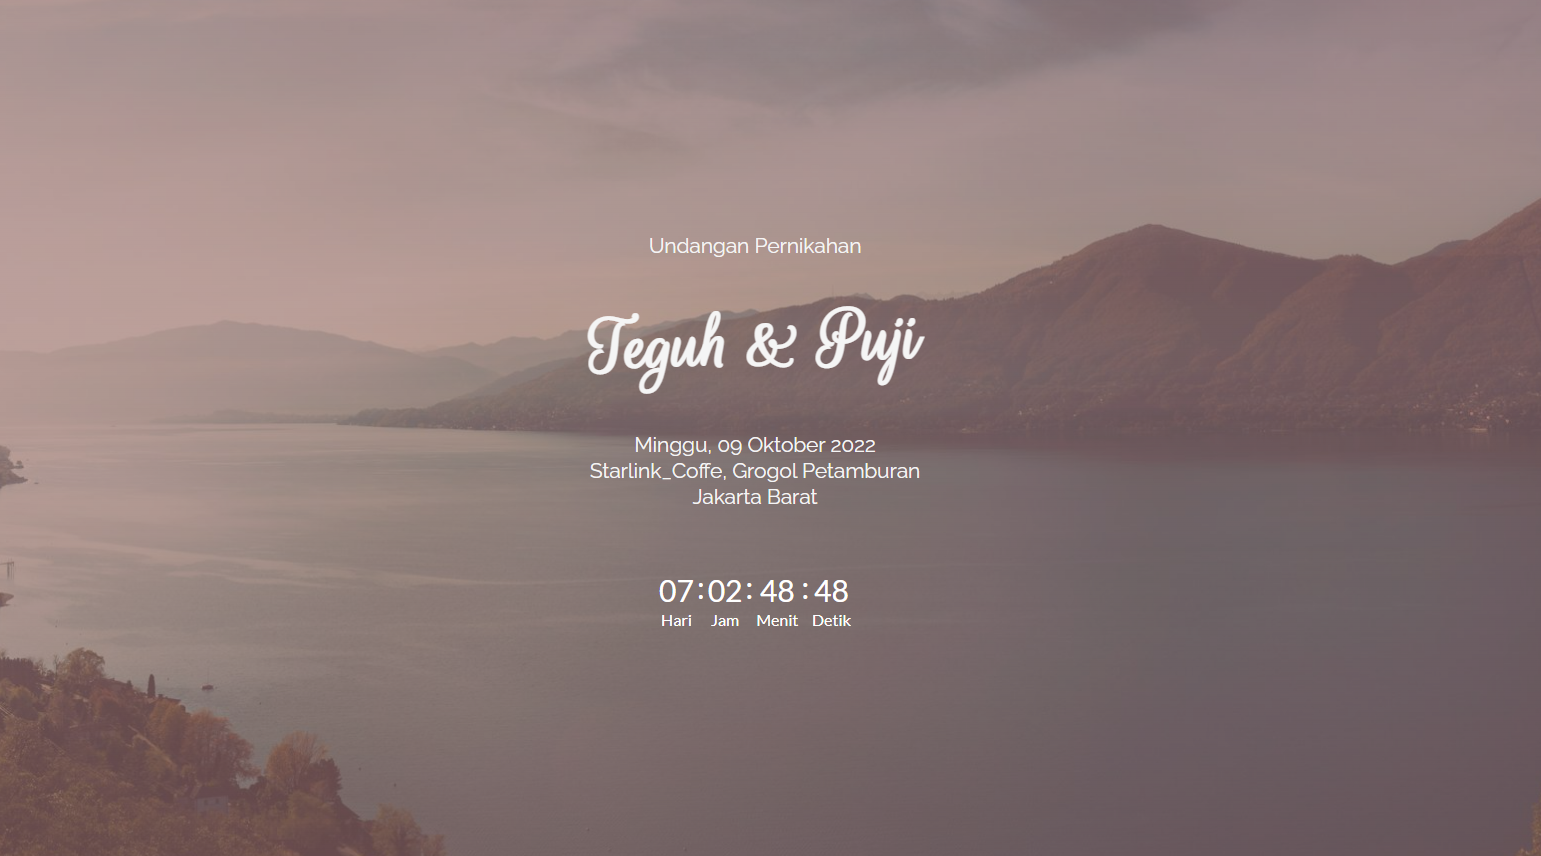 Undangan Pernikahan
Teguh & Puji
Minggu, 09 Oktober 2022
Starlink_Coffe, Grogol Petamburan
Jakarta Barat
07 : 02 : 48 : 48
Hari Jam Menit Detik